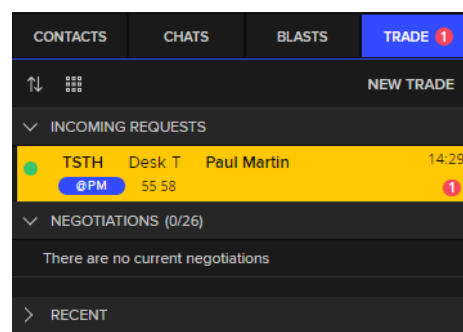 CONTACTS CHATS BLASTS TRADE 1
NEW TRADE
INCOMING REQUESTS
TSTH Desk T Paul Martin 14:29
@PM 55 58 1
NEGOTIATIONS (0/26)
There are no current negotiations
RECENT